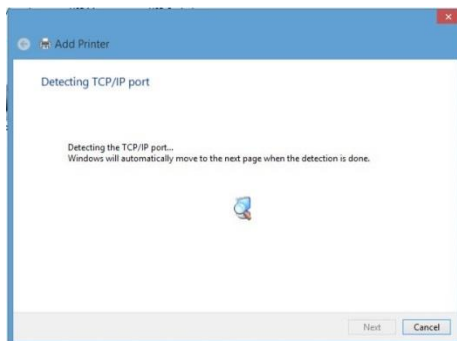 Add Printer
Detecting TCP/IP port
Detecting the TCP/IP port...
Windows will automatically move to the next page when the detection is done.
Next
Cancel